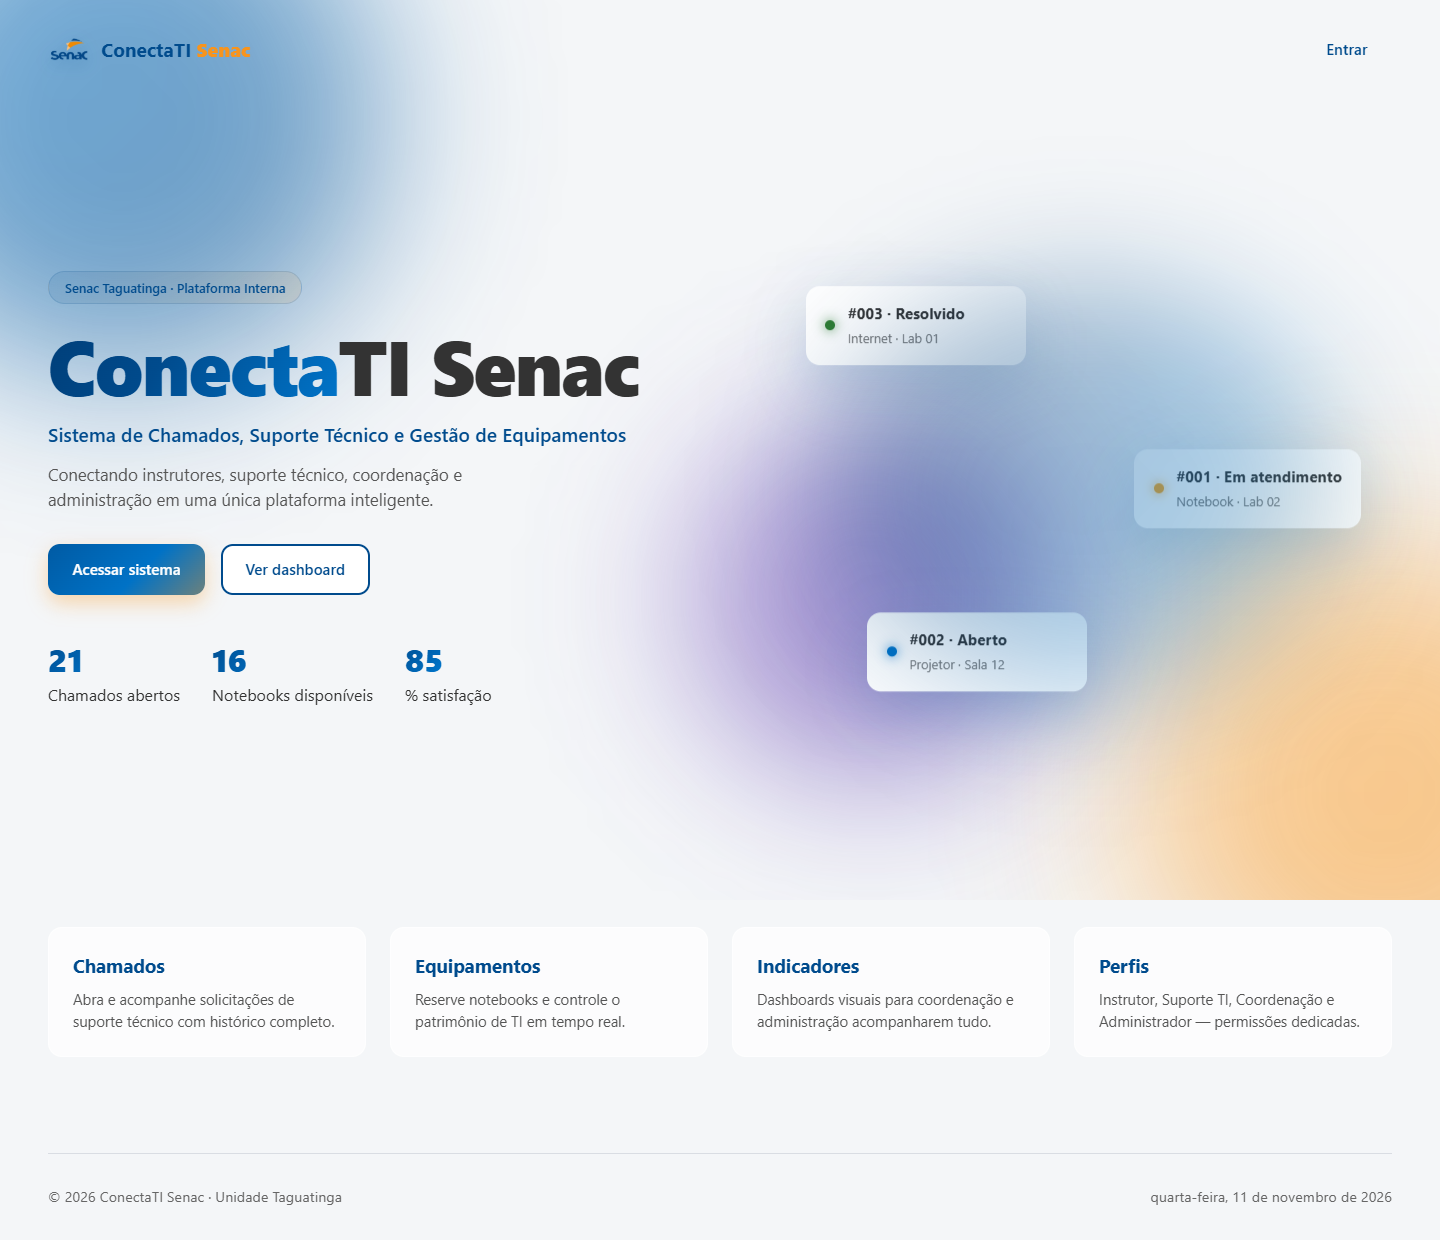 senac
ConectaTI Senac
Entrar
Senac Taguatinga · Plataforma Interna
ConectaTI Senac
Sistema de Chamados, Suporte Técnico e Gestão de Equipamentos
Conectando instrutores, suporte técnico, coordenação e
administração em uma única plataforma inteligente.
Acessar sistema
Ver dashboard
21
Chamados abertos
16
Notebooks disponíveis
85
% satisfação
#003 · Resolvido
Internet · Lab 01
#001 · Em atendimento
Notebook · Lab 02
#002 · Aberto
Projetor · Sala 12
Chamados
Abra e acompanhe solicitações de
suporte técnico com histórico completo.
Equipamentos
Reserve notebooks e controle o
patrimônio de TI em tempo real.
Indicadores
Dashboards visuais para coordenação e
administração acompanharem tudo.
Perfis
Instrutor, Suporte TI, Coordenação e
Administrador — permissões dedicadas.
© 2026 ConectaTI Senac · Unidade Taguatinga
quarta-feira, 11 de novembro de 2026